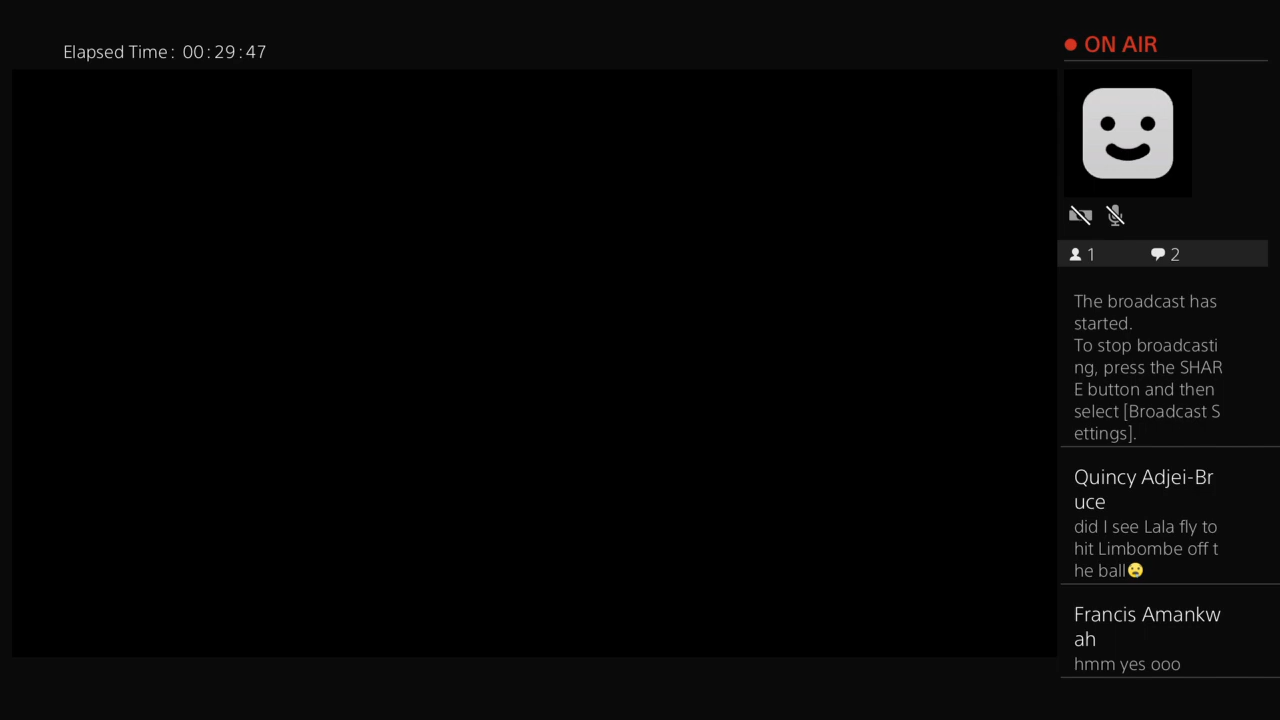 Elapsed Time: 00:29:47
ON AIR
1
2
The broadcast has
started.
To stop broadcasti
ng, press the SHAR
E button and then
select [Broadcast S
ettings].
Quincy Adjei-Br
uce
did I see Lala fly to
hit Limbombe off t
he ball😦
Francis Amankw
ah
hmm yes ooo